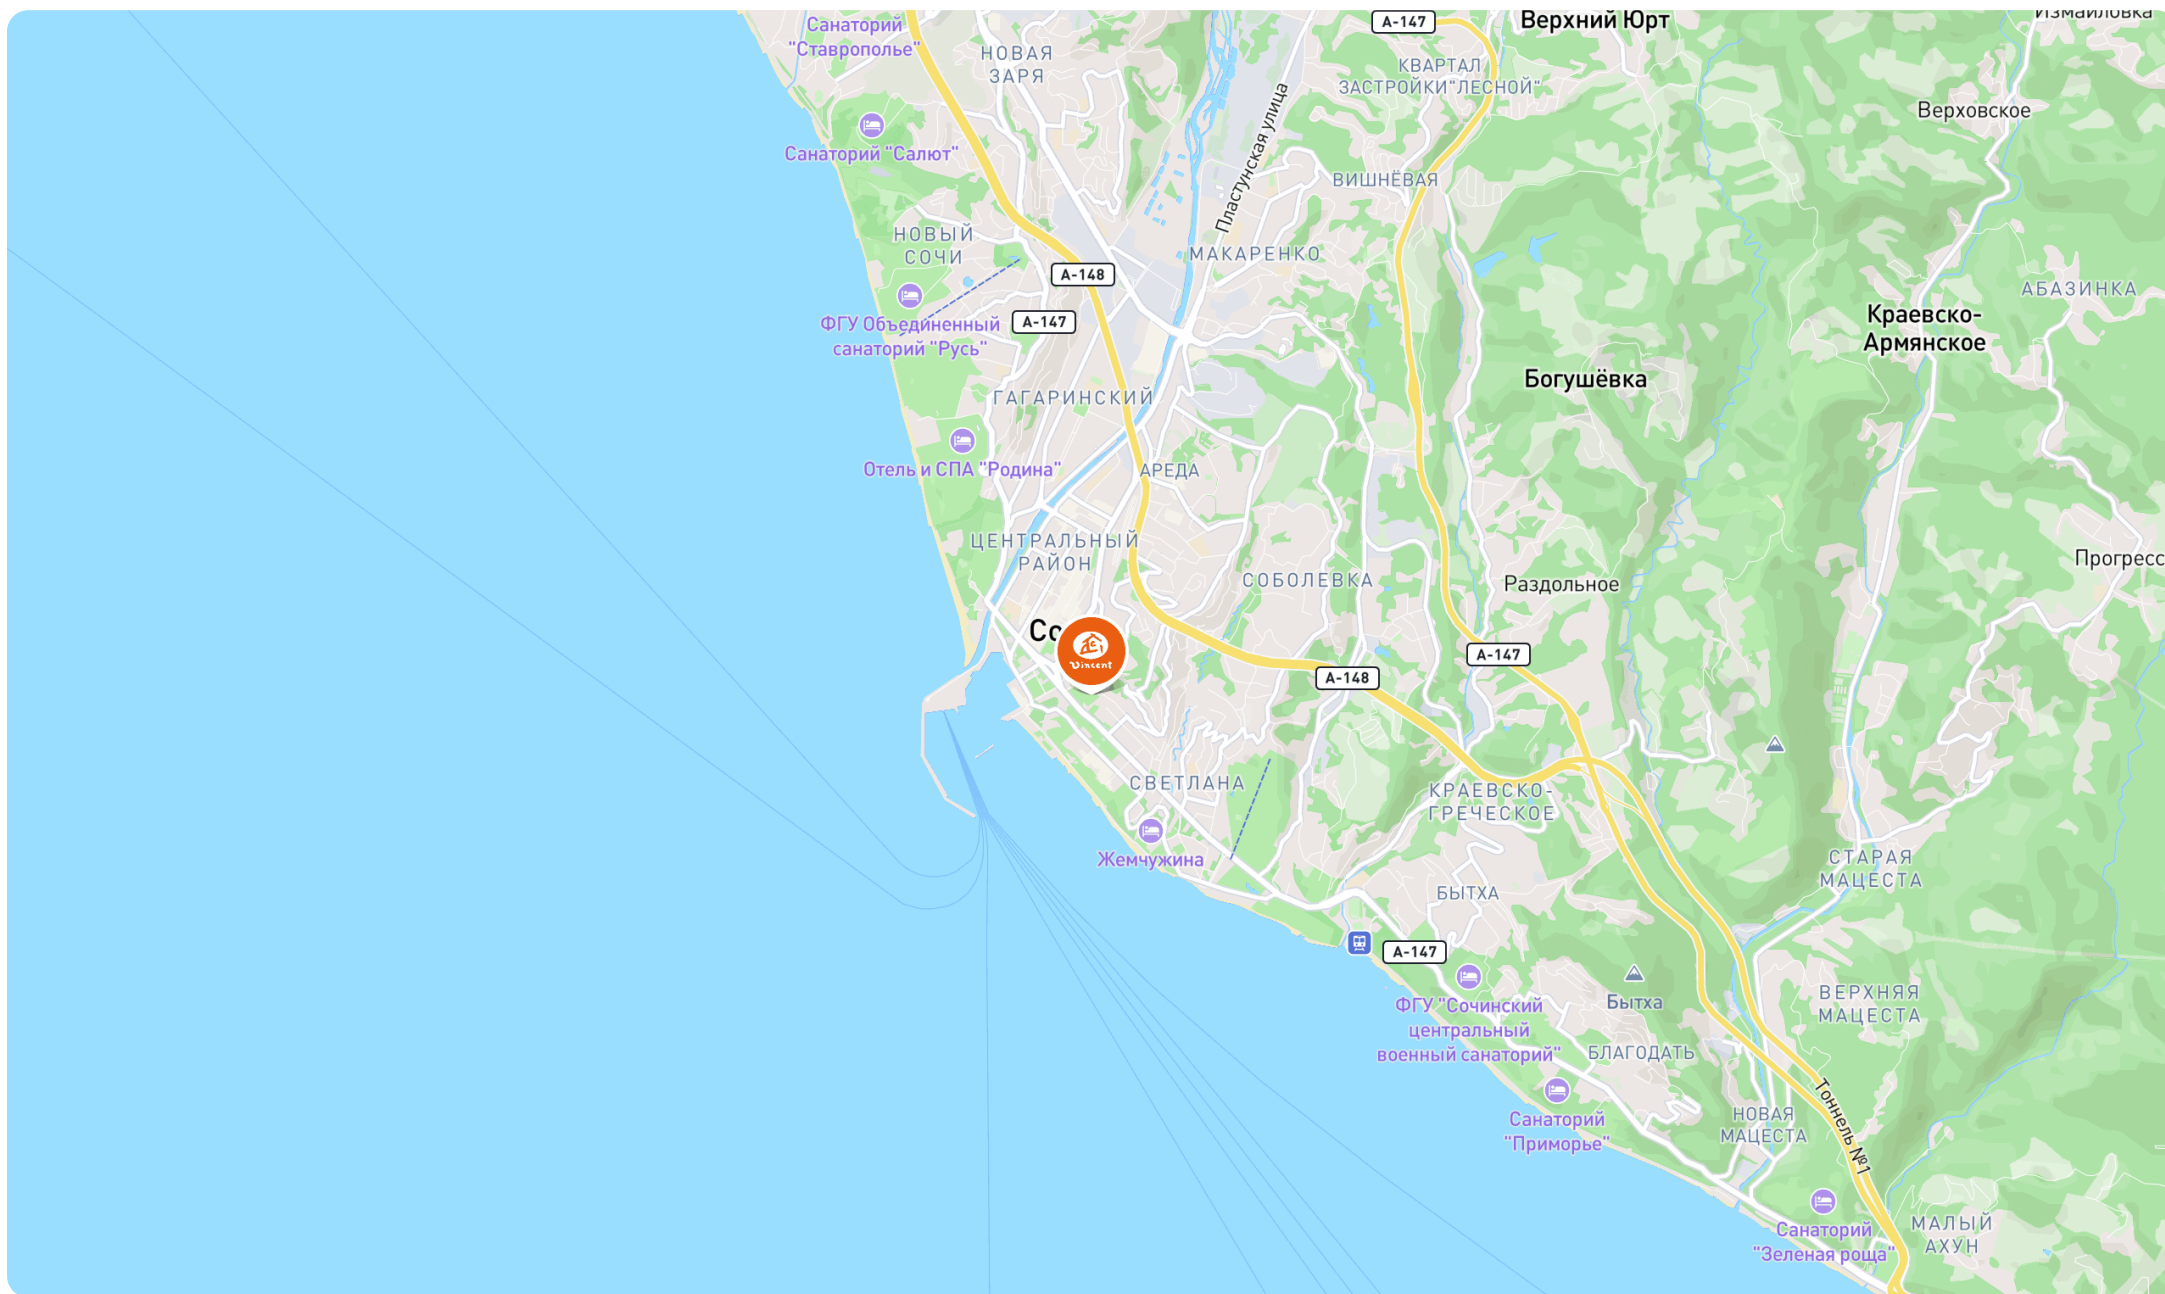 Санаторий
"Ставрополье"
НОВАЯ
ЗАРЯ
А-147
Верхний Юрт
Измайловка
КВАРТАЛ
ЗАСТРОЙКИ"ЛЕСНОЙ"
Верховское
Санаторий "Салют"
Пластунская улица
ВИШНЁВАЯ
НОВЫЙ
СОЧИ
МАКАРЕНКО
А-148
АБАЗИНКА
ФГУ Объединенный
санаторий "Русь"
А-147
Краевско-
Армянское
Богушёвка
ГАГАРИНСКИЙ
Отель и СПА "Родина"
АРЕДА
ЦЕНТРАЛЬНЫЙ
РАЙОН
Прогресс
СОБОЛЕВКА
Раздольное
Со
Vincent
А-147
А-148
СВЕТЛАНА
КРАЕВСКО-
ГРЕЧЕСКОЕ
Жемчужина
СТАРАЯ
МАЦЕСТА
БЫТХА
А-147
ФГУ "Сочинский
центральный
военный санаторий"
Бытха
ВЕРХНЯЯ
МАЦЕСТА
БЛАГОДАТЬ
Санаторий
"Приморье"
НОВАЯ
МАЦЕСТА
Тоннель №1
Санаторий
"Зеленая роща"
МАЛЫЙ
АХУН